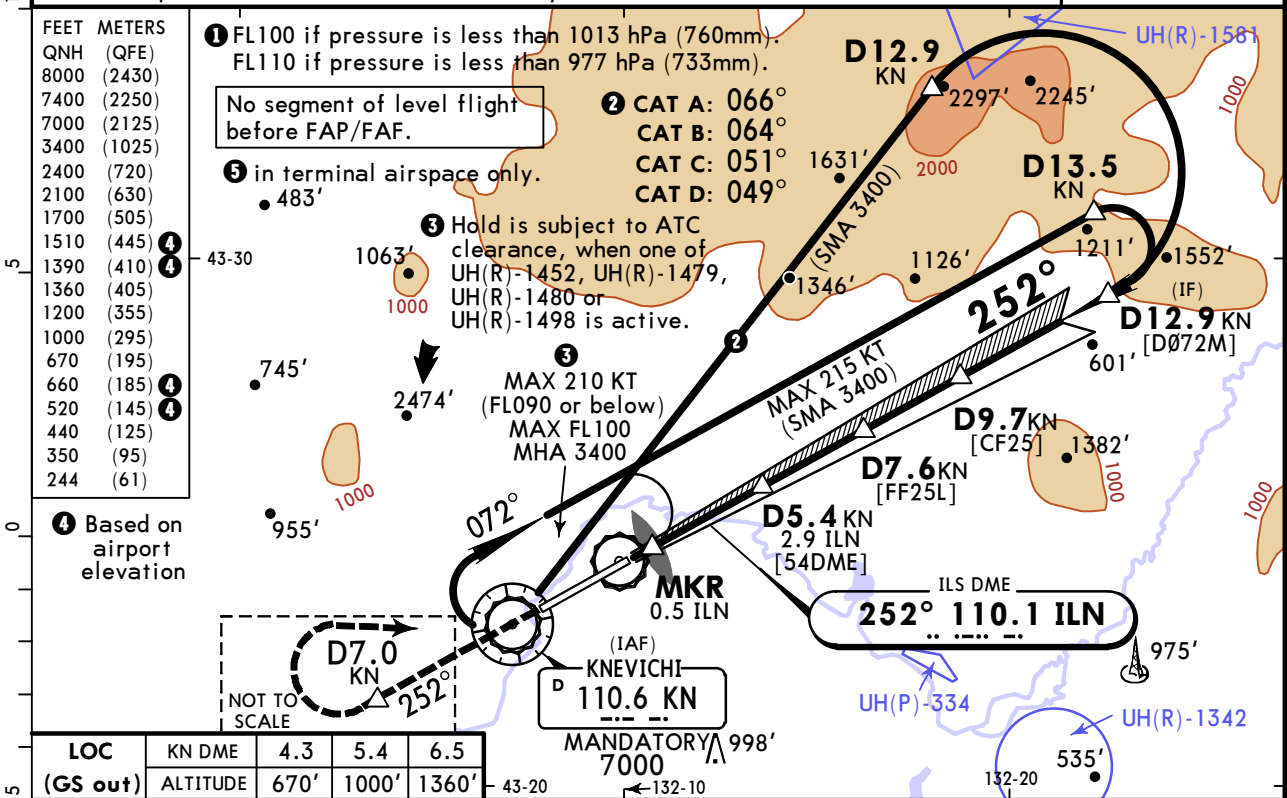 FEET METERS
QNH (QFE)
8000 (2430)
7400 (2250)
7000 (2125)
3400 (1025)
2400 (720)
2100 (630)
1700 (505)
1510 (445) 4
1390 (410) 4
1360 (405)
1200 (355)
1000 (295)
670 (195)
660 (185) 4
520 (145) 4
440 (125)
350 (95)
244 (61)
4 Based on
airport
elevation
1 FL100 if pressure is less than 1013 hPa (760mm).
FL110 if pressure is less than 977 hPa (733mm).
No segment of level flight
before FAP/FAF.
5 in terminal airspace only.
2 CAT A: 066°
CAT B: 064°
CAT C: 051°
CAT D: 049°
3 Hold is subject to ATC
clearance, when one of
UH(R)-1452, UH(R)-1479,
UH(R)-1480 or
UH(R)-1498 is active.
3
MAX 210 KT
(FL090 or below)
MAX FL100
MHA 3400
483'
1063'
1000
745'
2474'
1000
955'
43-30
5
0
5
D12.9
KN
2297'
2245'
2000
1631'
(SMA 3400)
1346'
1126'
2
UH(R)-1581
1000
D13.5
KN
1211'
1552'
(IF)
D12.9 KN
[DØ72M]
601'
252°
MAX 215 KT
(SMA 3400)
D9.7 KN
[CF25]
1382'
1000
1000
D7.6 KN
[FF25L]
D5.4 KN
2.9 ILN
[54DME]
MKR
0.5 ILN
072°
ILS DME
252° 110.1 ILN
975'
UH(P)-334
UH(R)-1342
535'
(IAF)
KNEVICHI
D 110.6 KN
MANDATORY
7000
998'
D7.0
KN
252°
NOT TO
SCALE
LOC KN DME 4.3 5.4 6.5
(GS out) ALTITUDE 670' 1000' 1360'
43-20
132-10
132-20